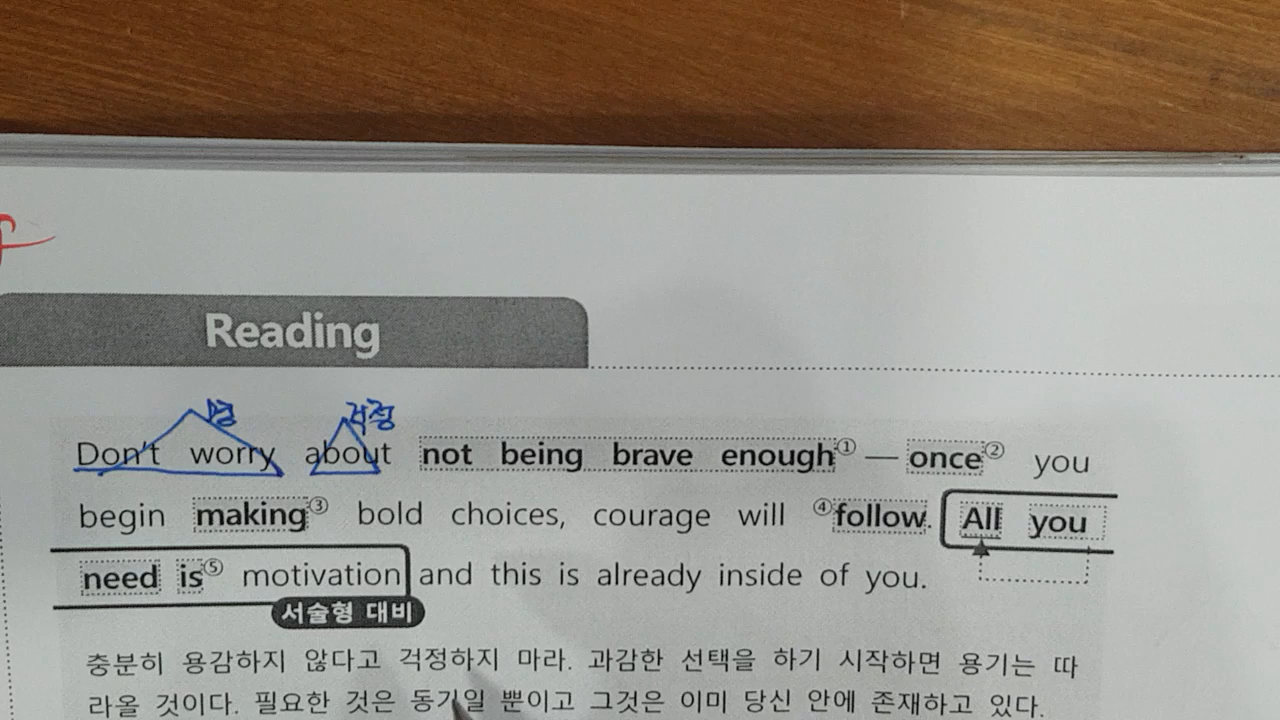 Reading
명 걱정
Don't worry about not being brave enough① — once② you
begin making③ bold choices, courage will ④follow. All you
need is⑤ motivation and this is already inside of you.
서술형 대비
충분히 용감하지 않다고 걱정하지 마라. 과감한 선택을 하기 시작하면 용기는 따
라올 것이다. 필요한 것은 동기일 뿐이고 그것은 이미 당신 안에 존재하고 있다.